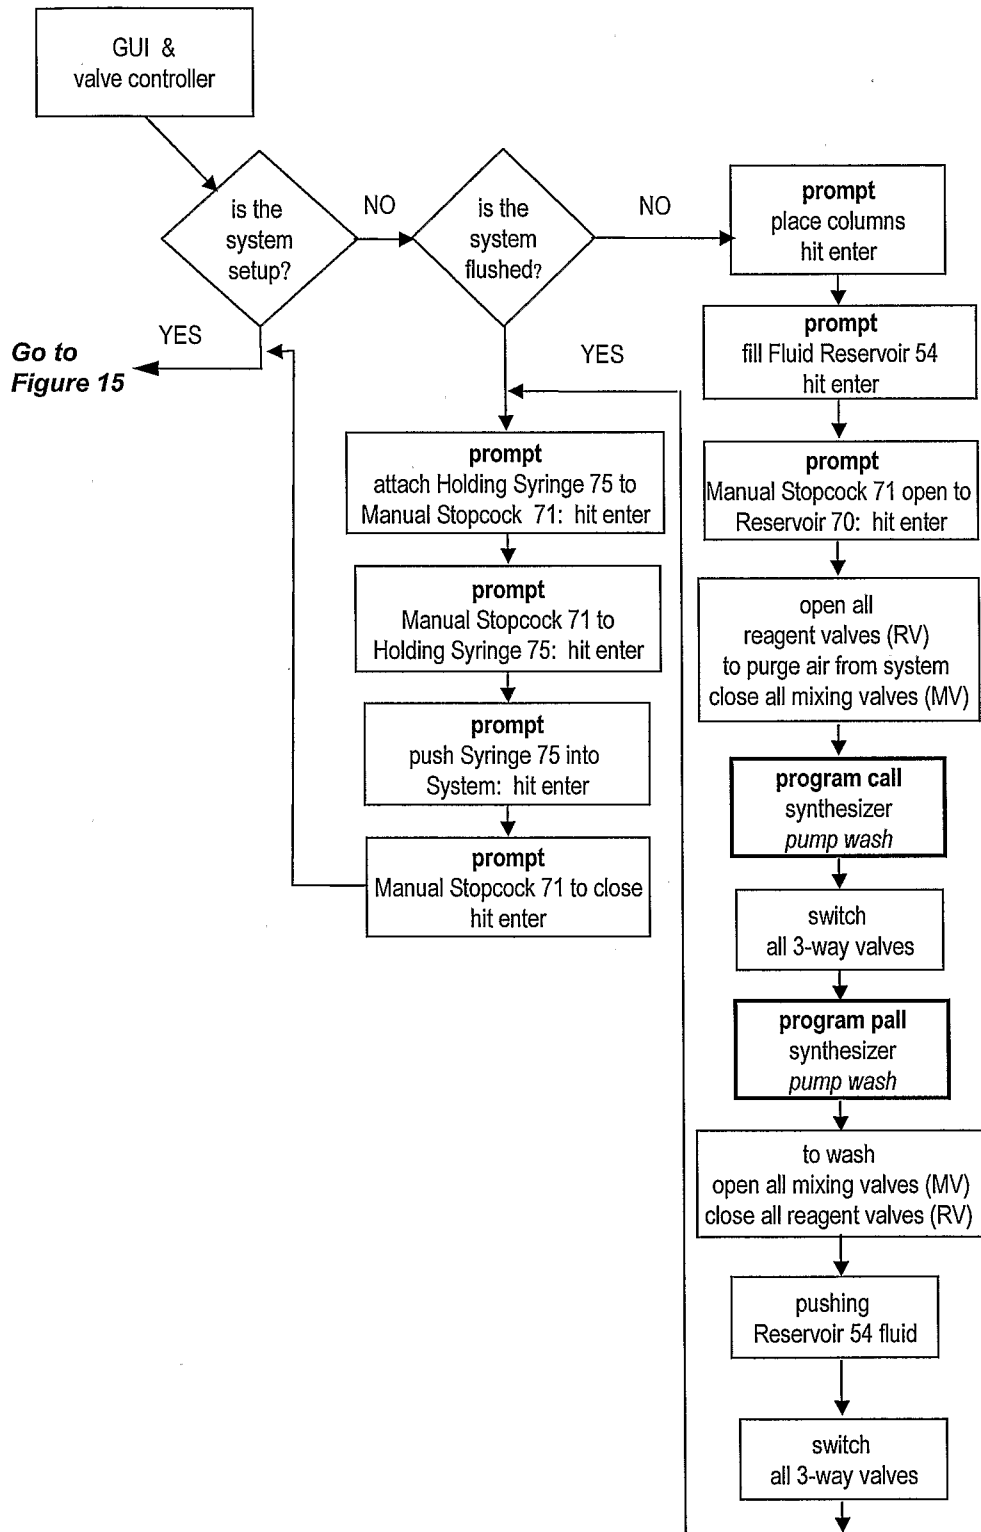 GUI &
valve controller
is the
system
setup?
NO
is the
system
flushed?
NO
YES
Go to
Figure 15
YES
prompt
attach Holding Syringe 75 to
Manual Stopcock 71: hit enter
prompt
Manual Stopcock 71 to
Holding Syringe 75: hit enter
prompt
push Syringe 75 into
System: hit enter
prompt
Manual Stopcock 71 to close
hit enter
prompt
place columns
hit enter
prompt
fill Fluid Reservoir 54
hit enter
prompt
Manual Stopcock 71 open to
Reservoir 70: hit enter
open all
reagent valves (RV)
to purge air from system
close all mixing valves (MV)
program call
synthesizer
pump wash
switch
all 3-way valves
program pall
synthesizer
pump wash
to wash
open all mixing valves (MV)
close all reagent valves (RV)
pushing
Reservoir 54 fluid
switch
all 3-way valves